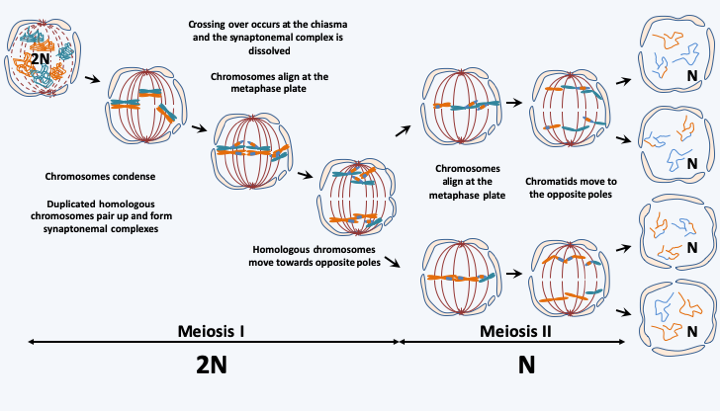 Crossing over occurs at the chiasma
and the synaptonemal complex is
dissolved
2N
N
Chromosomes align at the
metaphase plate
Chromosomes condense
Duplicated homologous
chromosomes pair up and form
synaptonemal complexes
Homologous chromosomes
move towards opposite poles
Chromosomes
align at the
metaphase plate
Chromatids move to
the opposite poles
N
N
N
Meiosis I
Meiosis II
2N
N